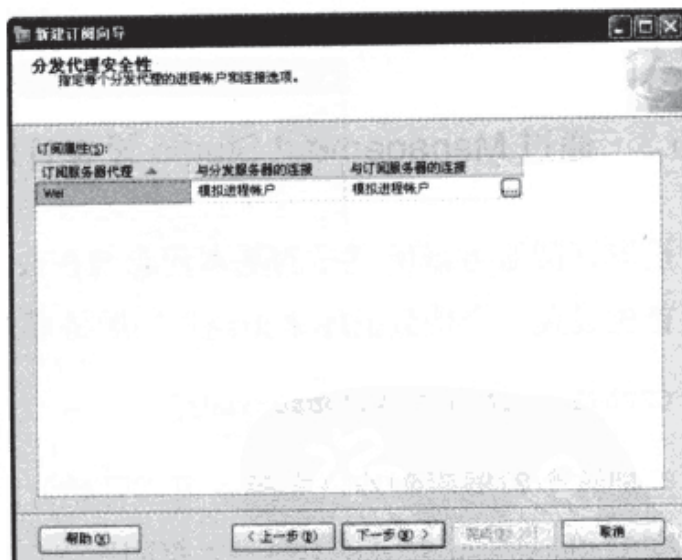 新建订阅向导
分发代理安全性
指定每个分发代理的进程帐户和连接选项。
订阅属性(S):
订阅服务器代理 与分发服务器的连接 与订阅服务器的连接
Wei 模拟进程帐户 模拟进程帐户 ...
帮助(H) < 上一步(B) 下一步(N) > 取消